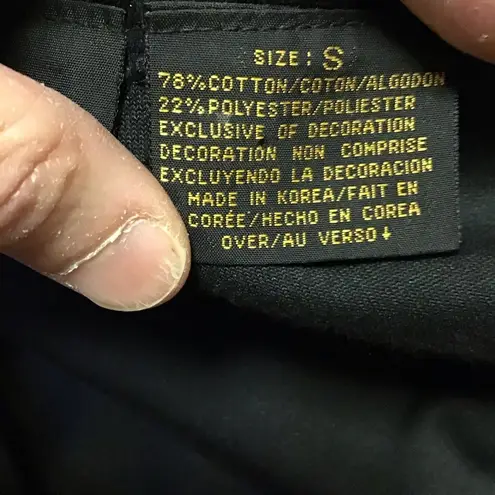 SIZE: S
78%COTTON/COTON/ALGODON
22%POLYESTER/POLIESTER
EXCLUSIVE OF DECORATION
DECORATION NON COMPRISE
EXCLUYENDO LA DECORACION
MADE IN KOREA/FAIT EN
CORÉE/HECHO EN COREA
OVER/AU VERSO↓